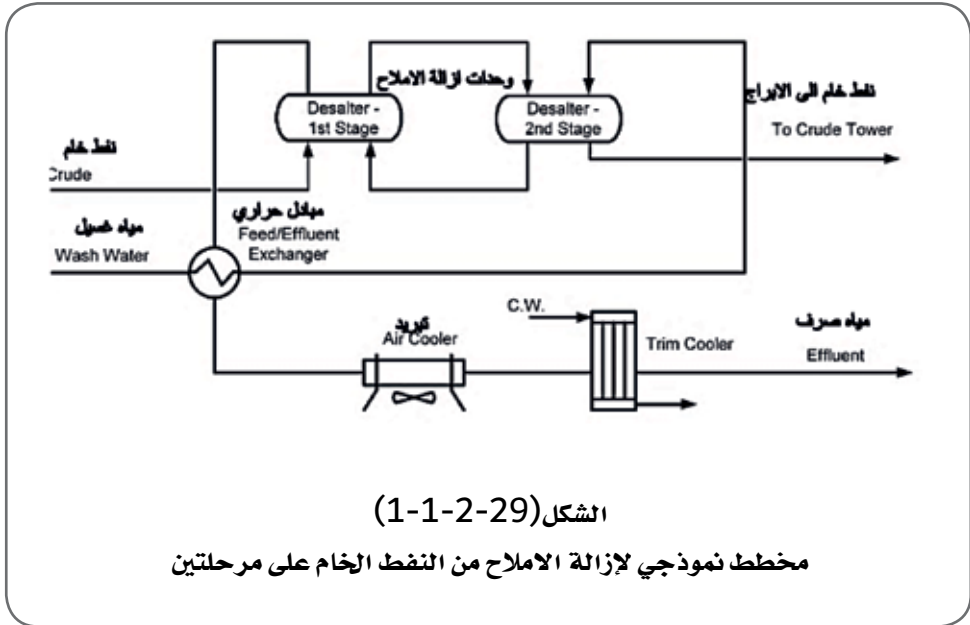 وحدات ازالة الاملاح
Desalter -
1st Stage
Desalter -
2nd Stage
نفط خام الى الابراج
To Crude Tower
نفط خام
Crude
مياه غسيل
Wash Water
مبادل حراري
Feed/Effluent
Exchanger
C.W.
تبريد
Air Cooler
Trim Cooler
مياه صرف
Effluent
الشكل(29-2-1-1)
مخطط نموذجي لإزالة الاملاح من النفط الخام على مرحلتين